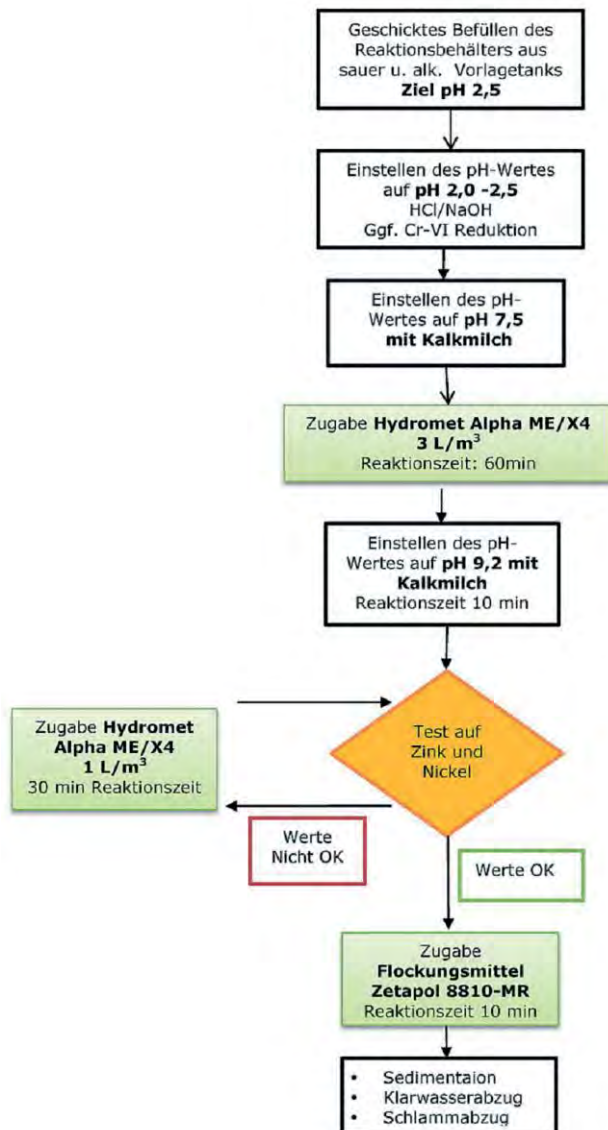 Geschicktes Befüllen des
Reaktionsbehälters aus
sauer u. alk. Vorlagetanks
Ziel pH 2,5
Einstellen des pH-Wertes
auf pH 2,0 -2,5
HCl/NaOH
Ggf. Cr-VI Reduktion
Einstellen des pH-
Wertes auf pH 7,5
mit Kalkmilch
Zugabe Hydromet Alpha ME/X4
3 L/m³
Reaktionszeit: 60min
Einstellen des pH-
Wertes auf pH 9,2 mit
Kalkmilch
Reaktionszeit 10 min
Test auf
Zink und
Nickel
Zugabe Hydromet
Alpha ME/X4
1 L/m³
30 min Reaktionszeit
Werte
Nicht OK
Werte OK
Zugabe
Flockungsmittel
Zetapol 8810-MR
Reaktionszeit 10 min
• Sedimentaion
• Klarwasserabzug
• Schlammabzug